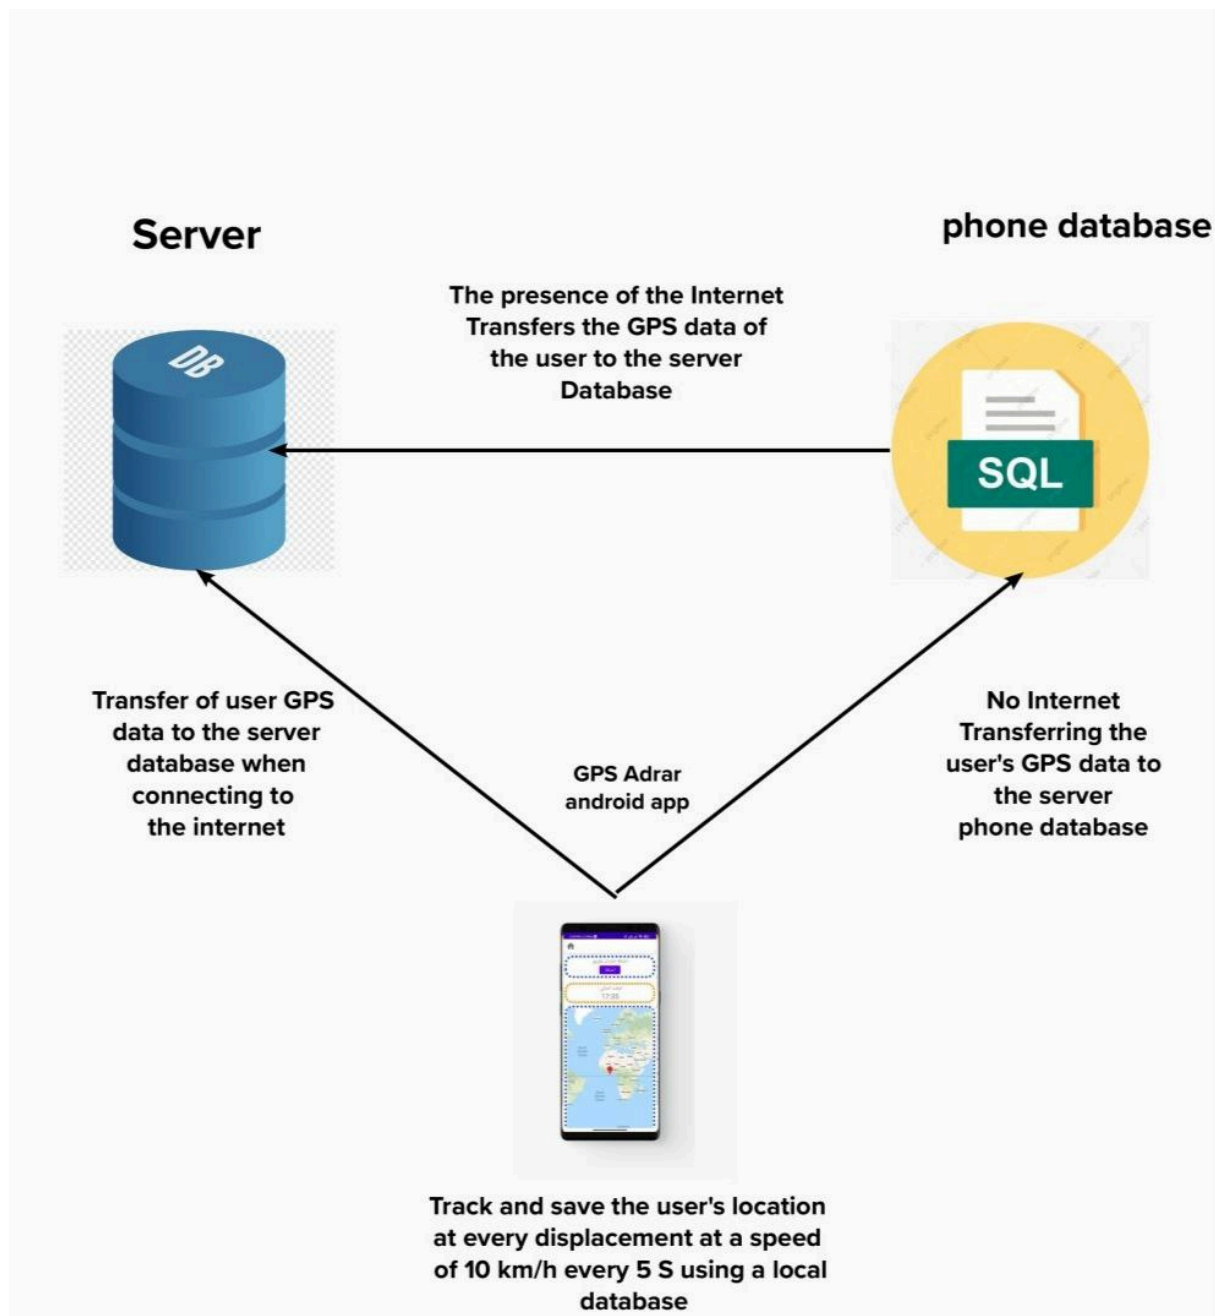 Server
phone database
The presence of the Internet
Transfers the GPS data of
the user to the server
Database
DB
SQL
Transfer of user GPS
data to the server
database when
connecting to
the internet
No Internet
Transferring the
user's GPS data to
the server
phone database
GPS Adrar
android app
17:35
Track and save the user's location
at every displacement at a speed
of 10 km/h every 5 S using a local
database